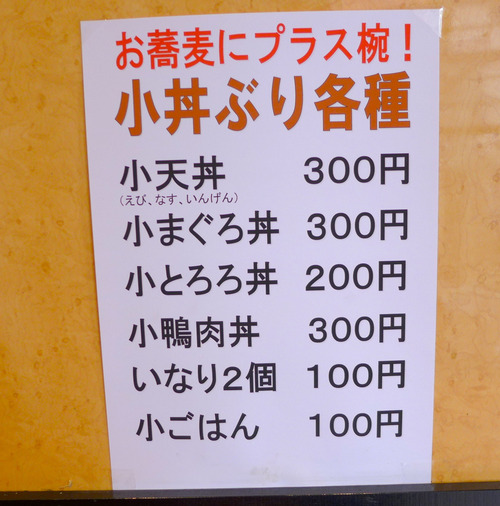 お蕎麦にプラス椀！
小丼ぶり各種
小天丼 300円
（えび、なす、いんげん）
小まぐろ丼 300円
小とろろ丼 200円
小鴨肉丼 300円
いなり2個 100円
小ごはん 100円